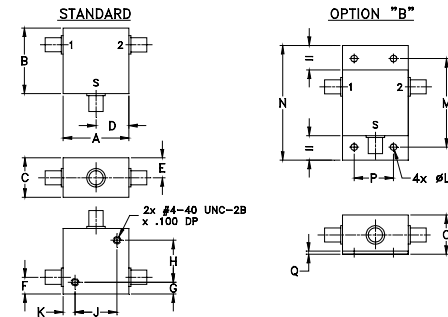 STANDARD
OPTION "B"
B
1
2
S
D
A
C
E
2x #4-40 UNC-2B
x .100 DP
H
F
G
K
J
N
=
1
2
M
S
=
P
4x øL
Q
C